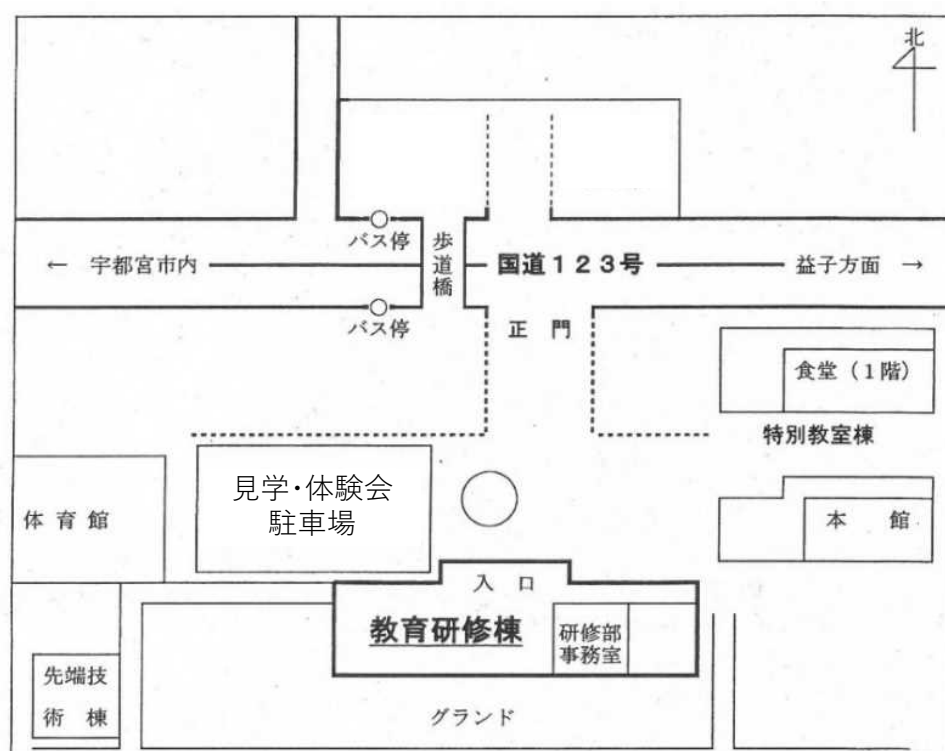 北
バス停
歩道橋
← 宇都宮市内
国道123号
益子方面 →
バス停
正門
食堂(1階)
特別教室棟
見学・体験会
駐車場
体育館
本館
入口
教育研修棟
研修部
事務室
先端技
術棟
グランド